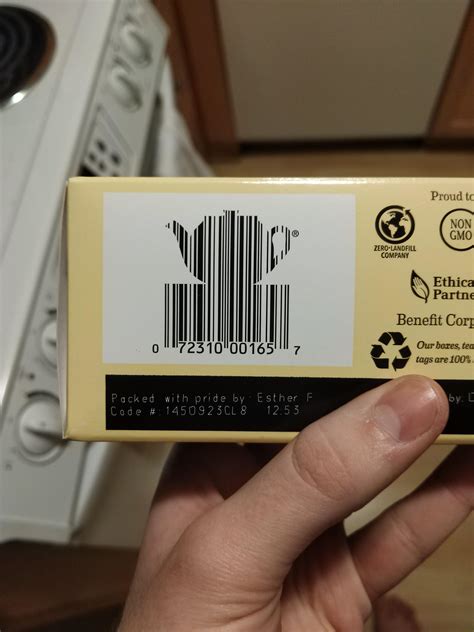 Proud to
®
NON
GMO
ZERO-LANDFILL
COMPANY
Ethica
Partne
Benefit Corp
0 72310 00165 7
Our boxes, tea
tags are 100%
Packed with pride by: Esther F
by:
Code #: 1450923CL8 12:53